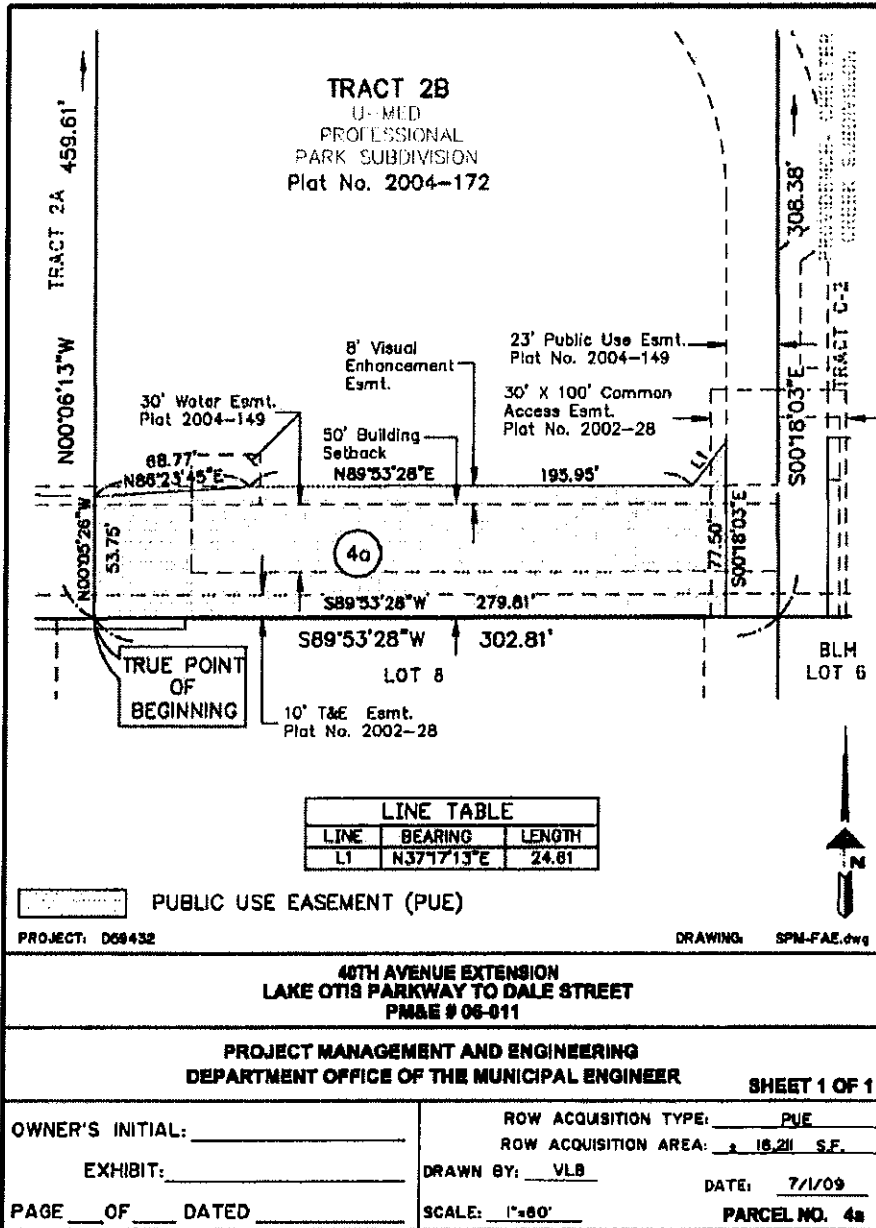 TRACT 2B
U-MED
PROFESSIONAL
PARK SUBDIVISION
Plat No. 2004-172
TRACT 2A
459.61'
N00°06'13"W
308.38'
PROVIDENCE CHESTER
CREEK SUBDIVISION
TRACT C-2
S00°18'03"E
8' Visual
Enhancement
Esmt.
23' Public Use Esmt.
Plat No. 2004-149
30' X 100' Common
Access Esmt.
Plat No. 2002-28
30' Water Esmt.
Plat 2004-149
50' Building
Setback
68.77'
N86°23'45"E
N89°53'28"E
195.95'
L1
N00°05'26"W
53.75'
4a
77.50'
S00°18'03"E
S89°53'28"W 279.81'
S89°53'28"W 302.81'
LOT 8
BLM
LOT 6
TRUE POINT
OF
BEGINNING
10' T&E Esmt.
Plat No. 2002-28
LINE TABLE
LINE BEARING LENGTH
L1 N37°17'13"E 24.61
N
PUBLIC USE EASEMENT (PUE)
PROJECT: D59432
DRAWING: SPM-FAE.dwg
40TH AVENUE EXTENSION
LAKE OTIS PARKWAY TO DALE STREET
PM&E # 06-011
PROJECT MANAGEMENT AND ENGINEERING
DEPARTMENT OFFICE OF THE MUNICIPAL ENGINEER
SHEET 1 OF 1
OWNER'S INITIAL:
EXHIBIT:
PAGE OF DATED
ROW ACQUISITION TYPE: PUE
ROW ACQUISITION AREA: ± 16,211 S.F.
DRAWN BY: VLB
DATE: 7/1/09
SCALE: 1"=60'
PARCEL NO. 4a